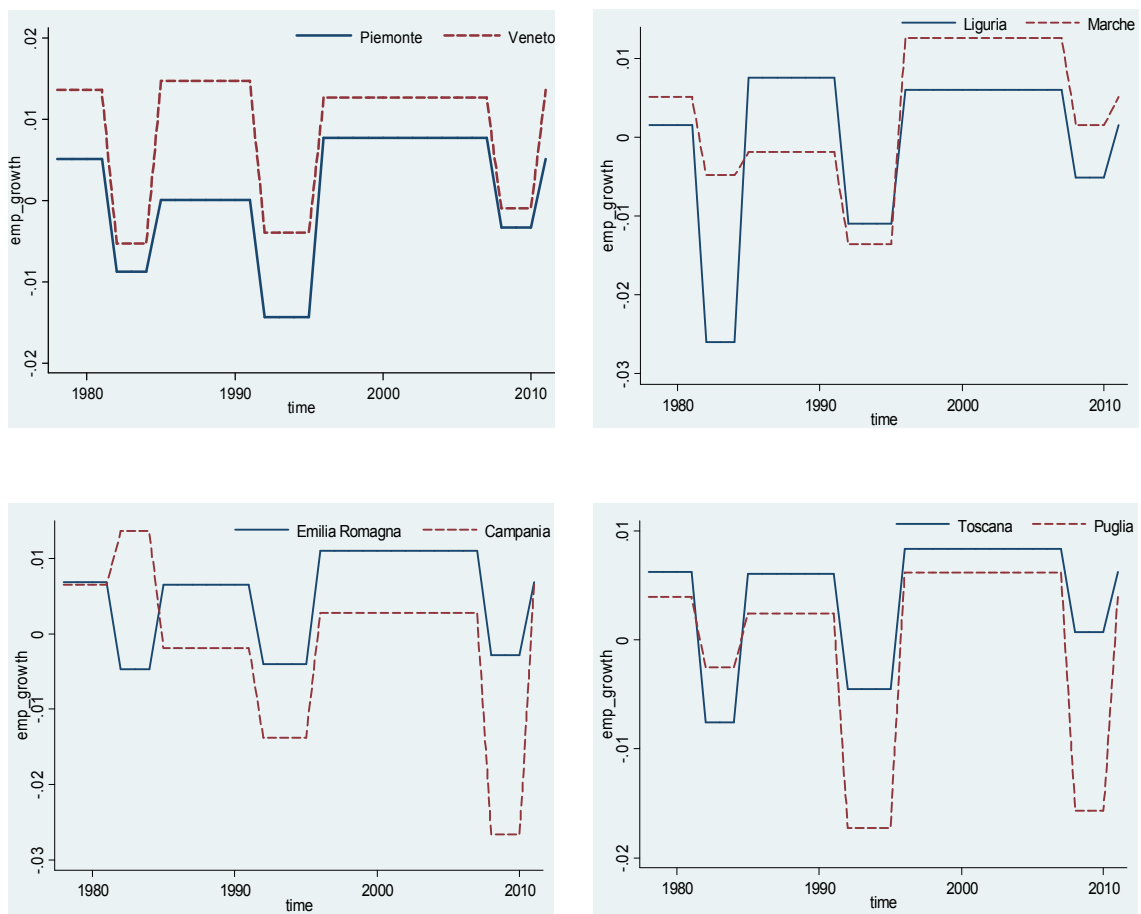 Piemonte Veneto
emp_growth
.02
.01
0
-.01
-.02
1980 1990 2000 2010
time
Liguria Marche
emp_growth
.01
0
-.01
-.02
-.03
1980 1990 2000 2010
time
Emilia Romagna Campania
emp_growth
.01
0
-.01
-.02
-.03
1980 1990 2000 2010
time
Toscana Puglia
emp_growth
.01
0
-.01
-.02
1980 1990 2000 2010
time